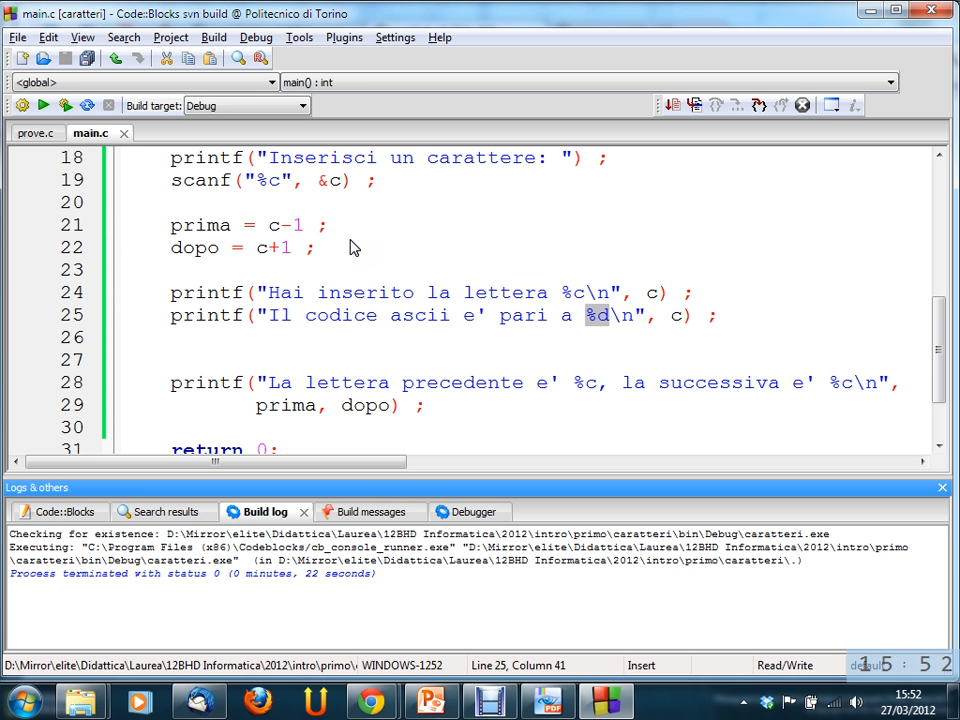 main.c [caratteri] - Code::Blocks svn build @ Politecnico di Torino
File Edit View Search Project Build Debug Tools Plugins Settings Help
<global> main() : int
Build target: Debug
prove.c main.c
18 printf("Inserisci un carattere: ") ;
19 scanf("%c", &c) ;
20
21 prima = c-1 ;
22 dopo = c+1 ;
23
24 printf("Hai inserito la lettera %c\n", c) ;
25 printf("Il codice ascii e' pari a %d\n", c) ;
26
27
28 printf("La lettera precedente e' %c, la successiva e' %c\n",
29 prima, dopo) ;
30
31 return 0;
Logs & others
Code::Blocks Search results Build log Build messages Debugger
Checking for existence: D:\Mirror\elite\Didattica\Laurea\12BHD Informatica\2012\intro\primo\caratteri\bin\Debug\caratteri.exe
Executing: "C:\Program Files (x86)\Codeblocks/cb_console_runner.exe" "D:\Mirror\elite\Didattica\Laurea\12BHD Informatica\2012\intro\primo
\caratteri\bin\Debug\caratteri.exe" (in D:\Mirror\elite\Didattica\Laurea\12BHD Informatica\2012\intro\primo\caratteri\.)
Process terminated with status 0 (0 minutes, 22 seconds)
D:\Mirror\elite\Didattica\Laurea\12BHD Informatica\2012\intro\primo\ WINDOWS-1252 Line 25, Column 41 Insert Read/Write default
15:52
15:52
27/03/2012